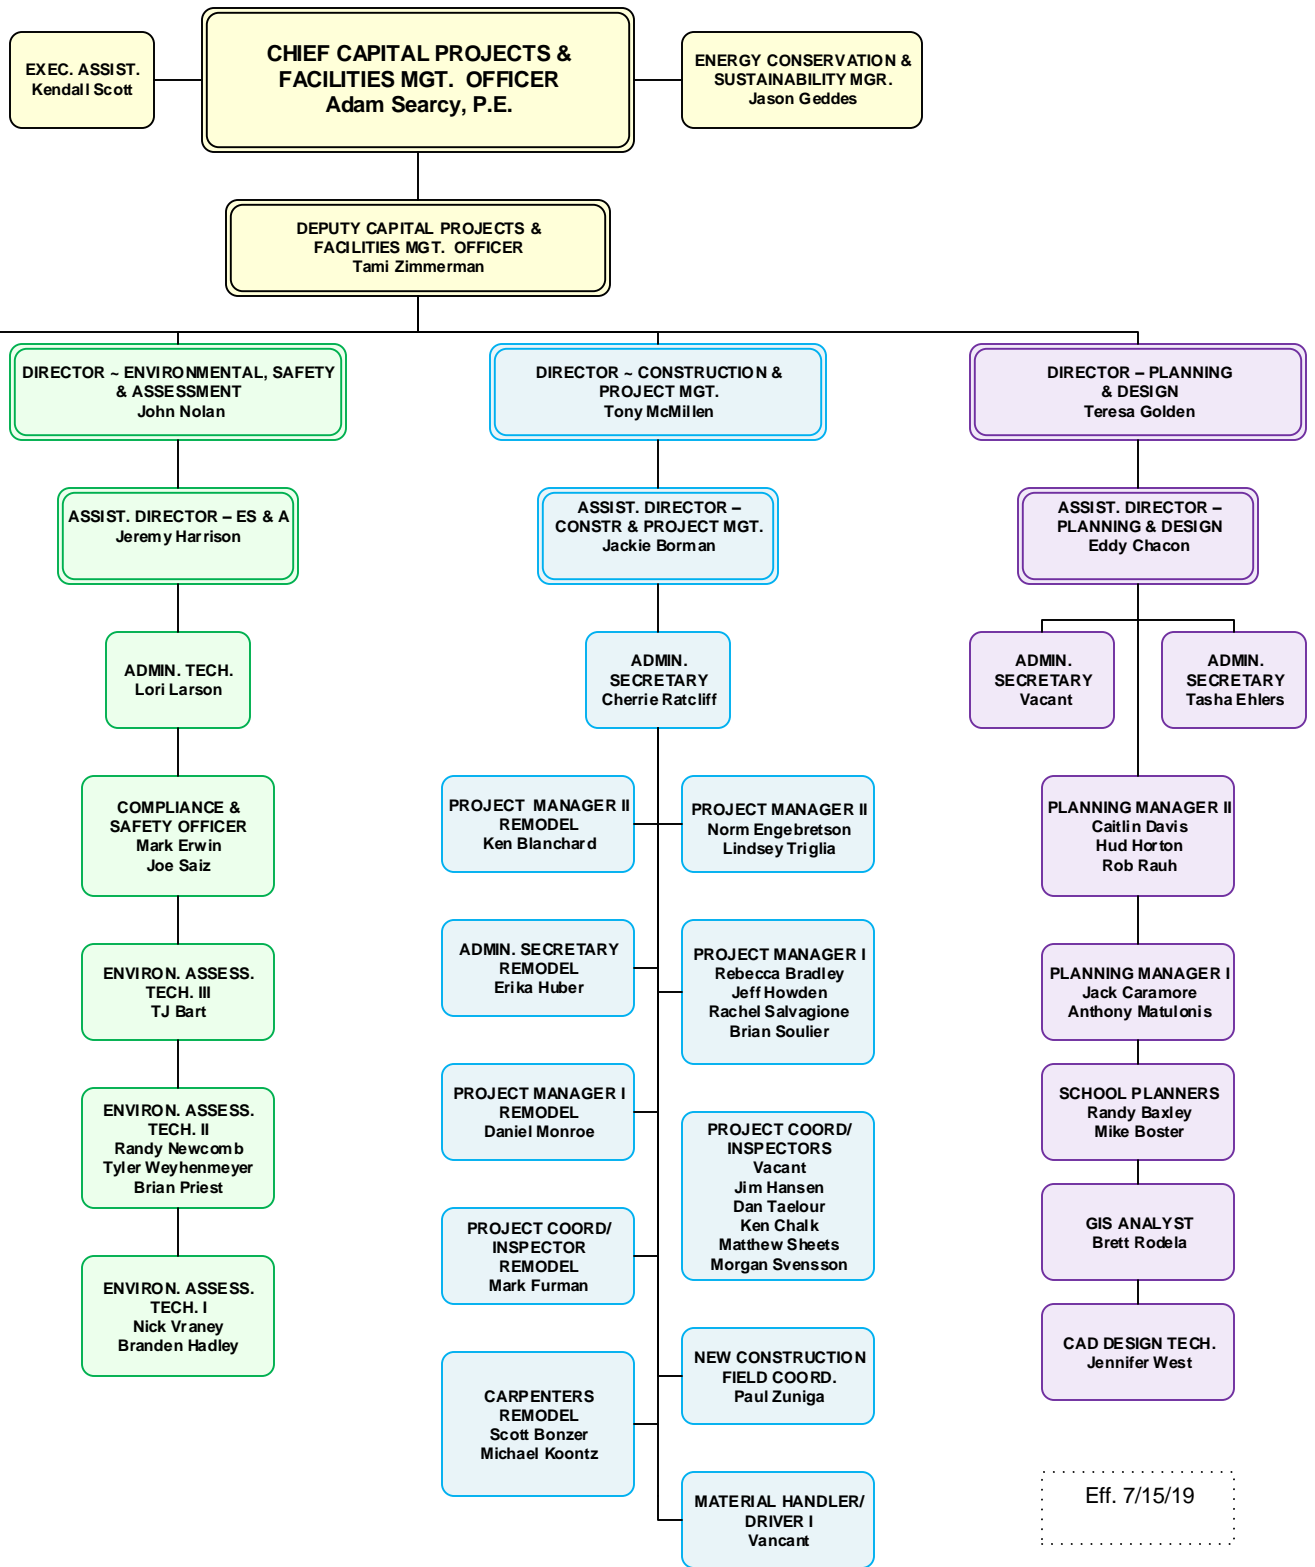 EXEC. ASSIST.
Kendall Scott
CHIEF CAPITAL PROJECTS &
FACILITIES MGT. OFFICER
Adam Searcy, P.E.
ENERGY CONSERVATION &
SUSTAINABILITY MGR.
Jason Geddes
DEPUTY CAPITAL PROJECTS &
FACILITIES MGT. OFFICER
Tami Zimmerman
DIRECTOR ~ ENVIRONMENTAL, SAFETY
& ASSESSMENT
John Nolan
ASSIST. DIRECTOR – ES & A
Jeremy Harrison
ADMIN. TECH.
Lori Larson
COMPLIANCE &
SAFETY OFFICER
Mark Erwin
Joe Saiz
ENVIRON. ASSESS.
TECH. III
TJ Bart
ENVIRON. ASSESS.
TECH. II
Randy Newcomb
Tyler Weyhenmeyer
Brian Priest
ENVIRON. ASSESS.
TECH. I
Nick Vraney
Branden Hadley
DIRECTOR ~ CONSTRUCTION &
PROJECT MGT.
Tony McMillen
ASSIST. DIRECTOR –
CONSTR & PROJECT MGT.
Jackie Borman
ADMIN.
SECRETARY
Cherrie Ratcliff
PROJECT MANAGER II
REMODEL
Ken Blanchard
ADMIN. SECRETARY
REMODEL
Erika Huber
PROJECT MANAGER I
REMODEL
Daniel Monroe
PROJECT COORD/
INSPECTOR
REMODEL
Mark Furman
CARPENTERS
REMODEL
Scott Bonzer
Michael Koontz
PROJECT MANAGER II
Norm Engebretson
Lindsey Triglia
PROJECT MANAGER I
Rebecca Bradley
Jeff Howden
Rachel Salvagione
Brian Soulier
PROJECT COORD/
INSPECTORS
Vacant
Jim Hansen
Dan Taelour
Ken Chalk
Matthew Sheets
Morgan Svensson
NEW CONSTRUCTION
FIELD COORD.
Paul Zuniga
MATERIAL HANDLER/
DRIVER I
Vancant
DIRECTOR – PLANNING
& DESIGN
Teresa Golden
ASSIST. DIRECTOR –
PLANNING & DESIGN
Eddy Chacon
ADMIN.
SECRETARY
Vacant
ADMIN.
SECRETARY
Tasha Ehlers
PLANNING MANAGER II
Caitlin Davis
Hud Horton
Rob Rauh
PLANNING MANAGER I
Jack Caramore
Anthony Matulonis
SCHOOL PLANNERS
Randy Baxley
Mike Boster
GIS ANALYST
Brett Rodela
CAD DESIGN TECH.
Jennifer West
Eff. 7/15/19